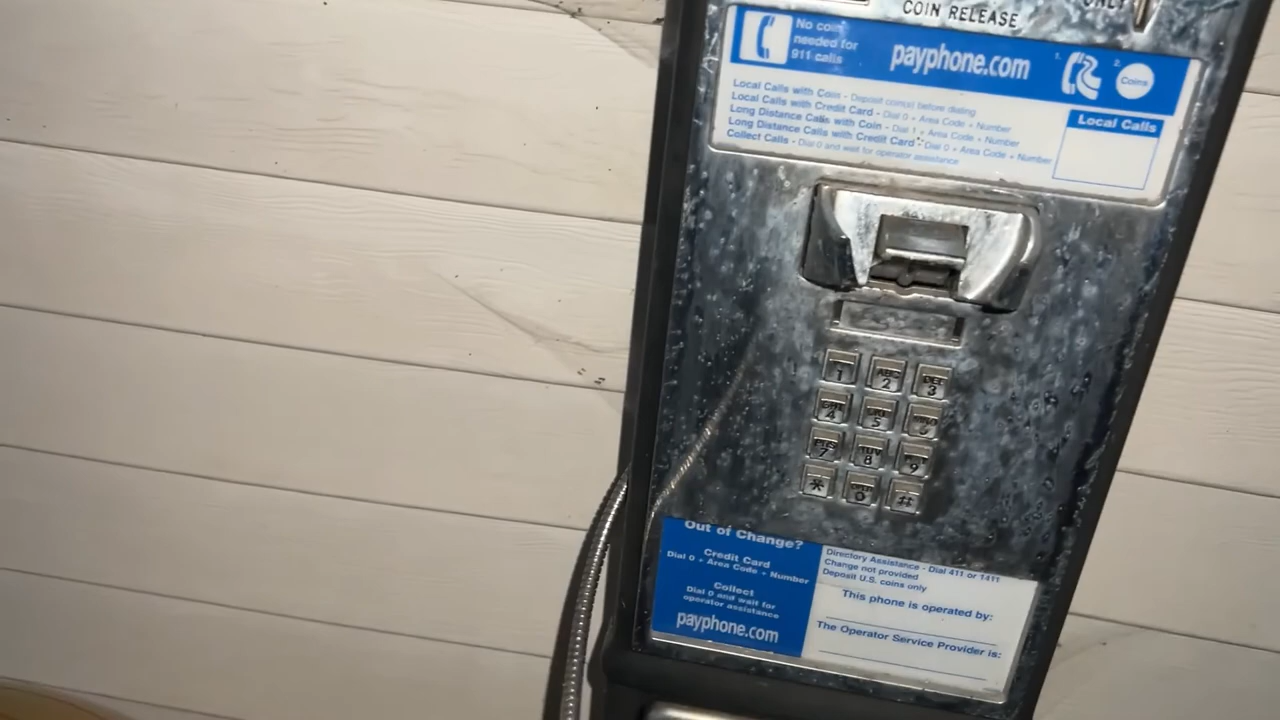 COIN RELEASE
ONLY
No coin
needed for
911 calls
payphone.com
1.
2.
Coins
Local Calls with Coin - Deposit coin(s) before dialing
Local Calls with Credit Card - Dial 0 + Area Code + Number
Long Distance Calls with Coin - Dial 1 + Area Code + Number
Long Distance Calls with Credit Card - Dial 0 + Area Code + Number
Collect Calls - Dial 0 and wait for operator assistance
Local Calls
1
ABC 2
DEF 3
GHI 4
JKL 5
MNO 6
PRS 7
TUV 8
WXY 9
*
OPER 0
#
Out of Change?
Credit Card
Dial 0 + Area Code + Number
Collect
Dial 0 and wait for
operator assistance
payphone.com
Directory Assistance - Dial 411 or 1411
Change not provided
Deposit U.S. coins only
This phone is operated by:
The Operator Service Provider is: